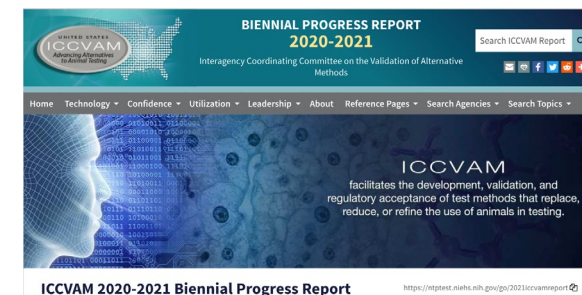 UNITED STATES
ICCVAM
Advancing Alternatives
to Animal Testing
BIENNIAL PROGRESS REPORT
2020-2021
Interagency Coordinating Committee on the Validation of Alternative
Methods
Search ICCVAM Report
Home Technology Confidence Utilization Leadership About Reference Pages Search Agencies Search Topics
ICCVAM
facilitates the development, validation, and
regulatory acceptance of test methods that replace,
reduce, or refine the use of animals in testing.
ICCVAM 2020-2021 Biennial Progress Report
https://ntptest.niehs.nih.gov/go/2021iccvamreport